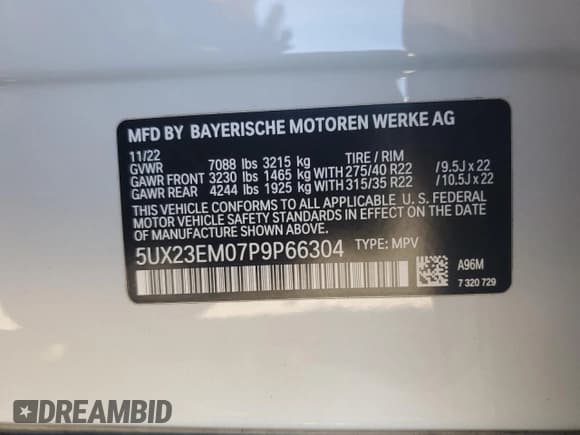 MFD BY BAYERISCHE MOTOREN WERKE AG
11/22
GVWR 7088 lbs 3215 kg TIRE / RIM
GAWR FRONT 3230 lbs 1465 kg WITH 275/40 R22 /9.5J x 22
GAWR REAR 4244 lbs 1925 kg WITH 315/35 R22 /10.5J x 22
THIS VEHICLE CONFORMS TO ALL APPLICABLE U. S. FEDERAL
MOTOR VEHICLE SAFETY STANDARDS IN EFFECT ON THE DATE
OF MANUFACTURE SHOWN ABOVE.
5UX23EM07P9P66304 TYPE: MPV
A96M
7 320 729
DREAMBID